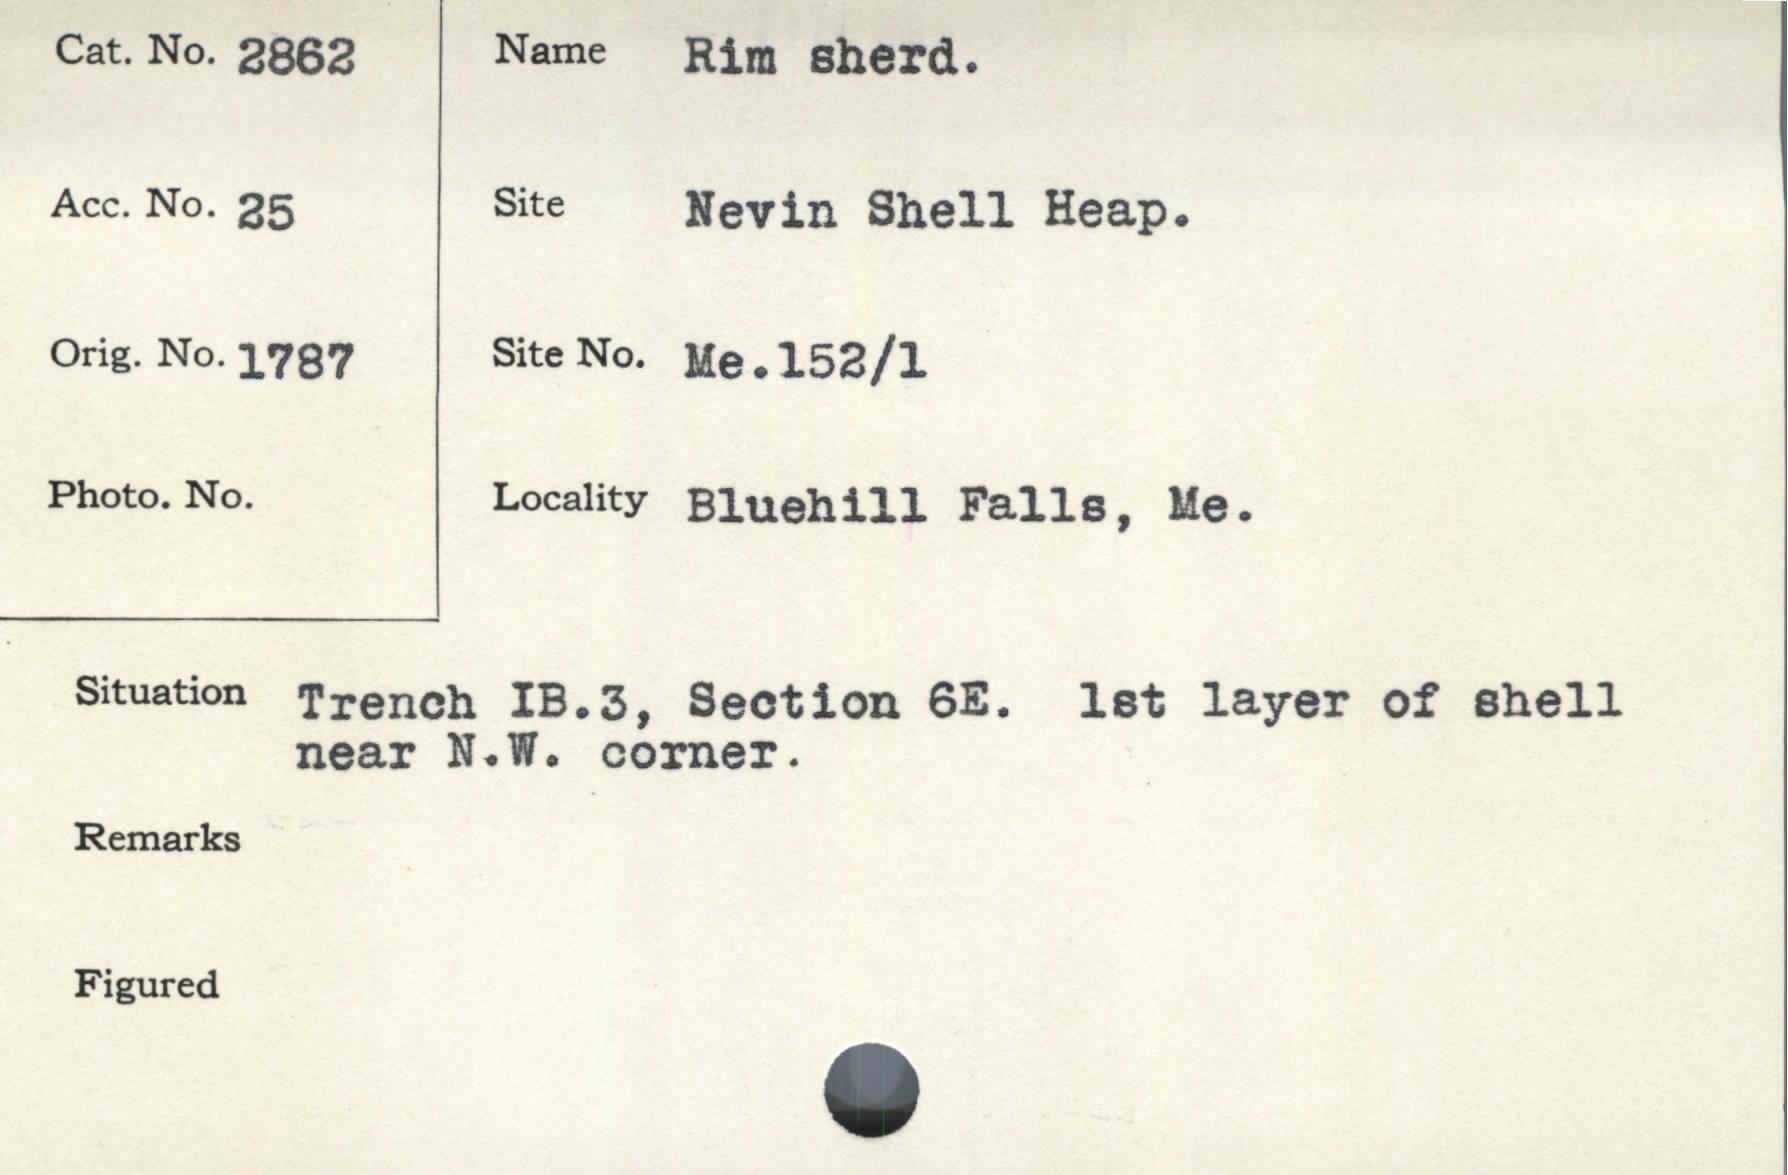 Cat. No. 2862
Acc. No. 25
Orig. No. 1787
Photo. No.
Name Rim sherd.
Site Nevin Shell Heap.
Site No. Me.152/1
Locality Bluehill Falls, Me.
Situation Trench IB.3, Section 6E. 1st layer of shell
near N.W. corner.
Remarks
Figured